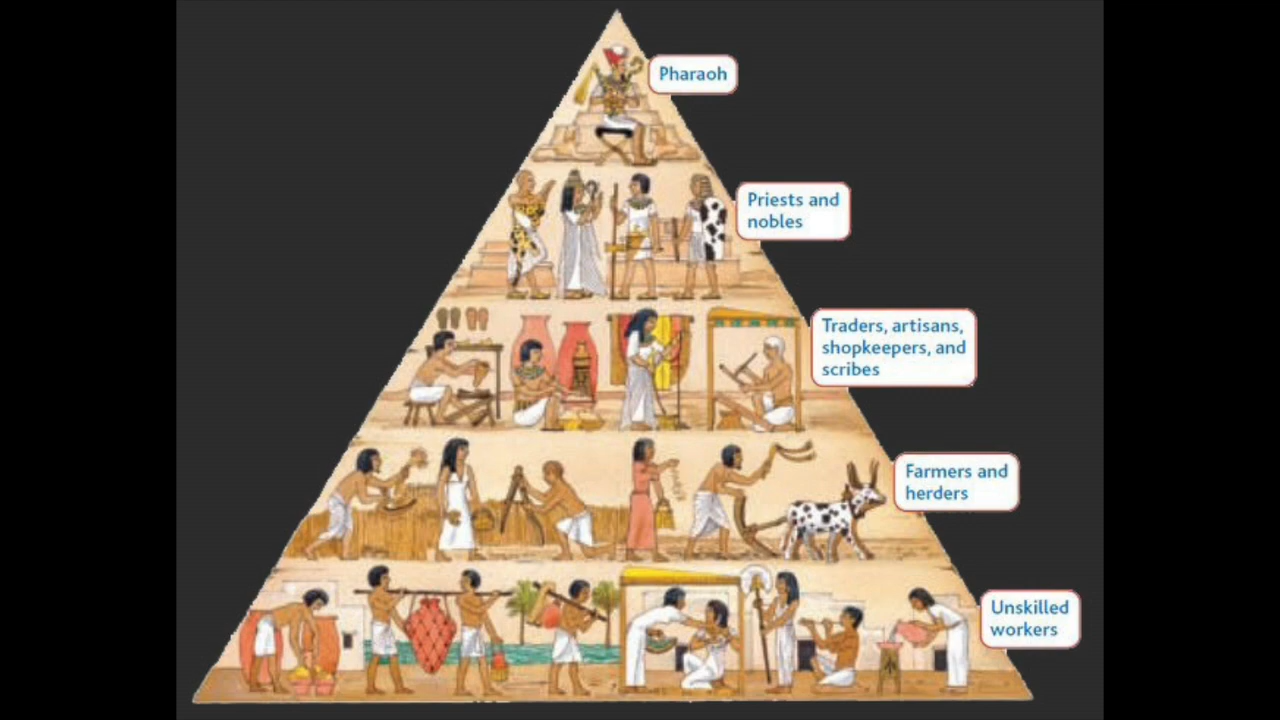 Pharaoh
Priests and
nobles
Traders, artisans,
shopkeepers, and
scribes
Farmers and
herders
Unskilled
workers